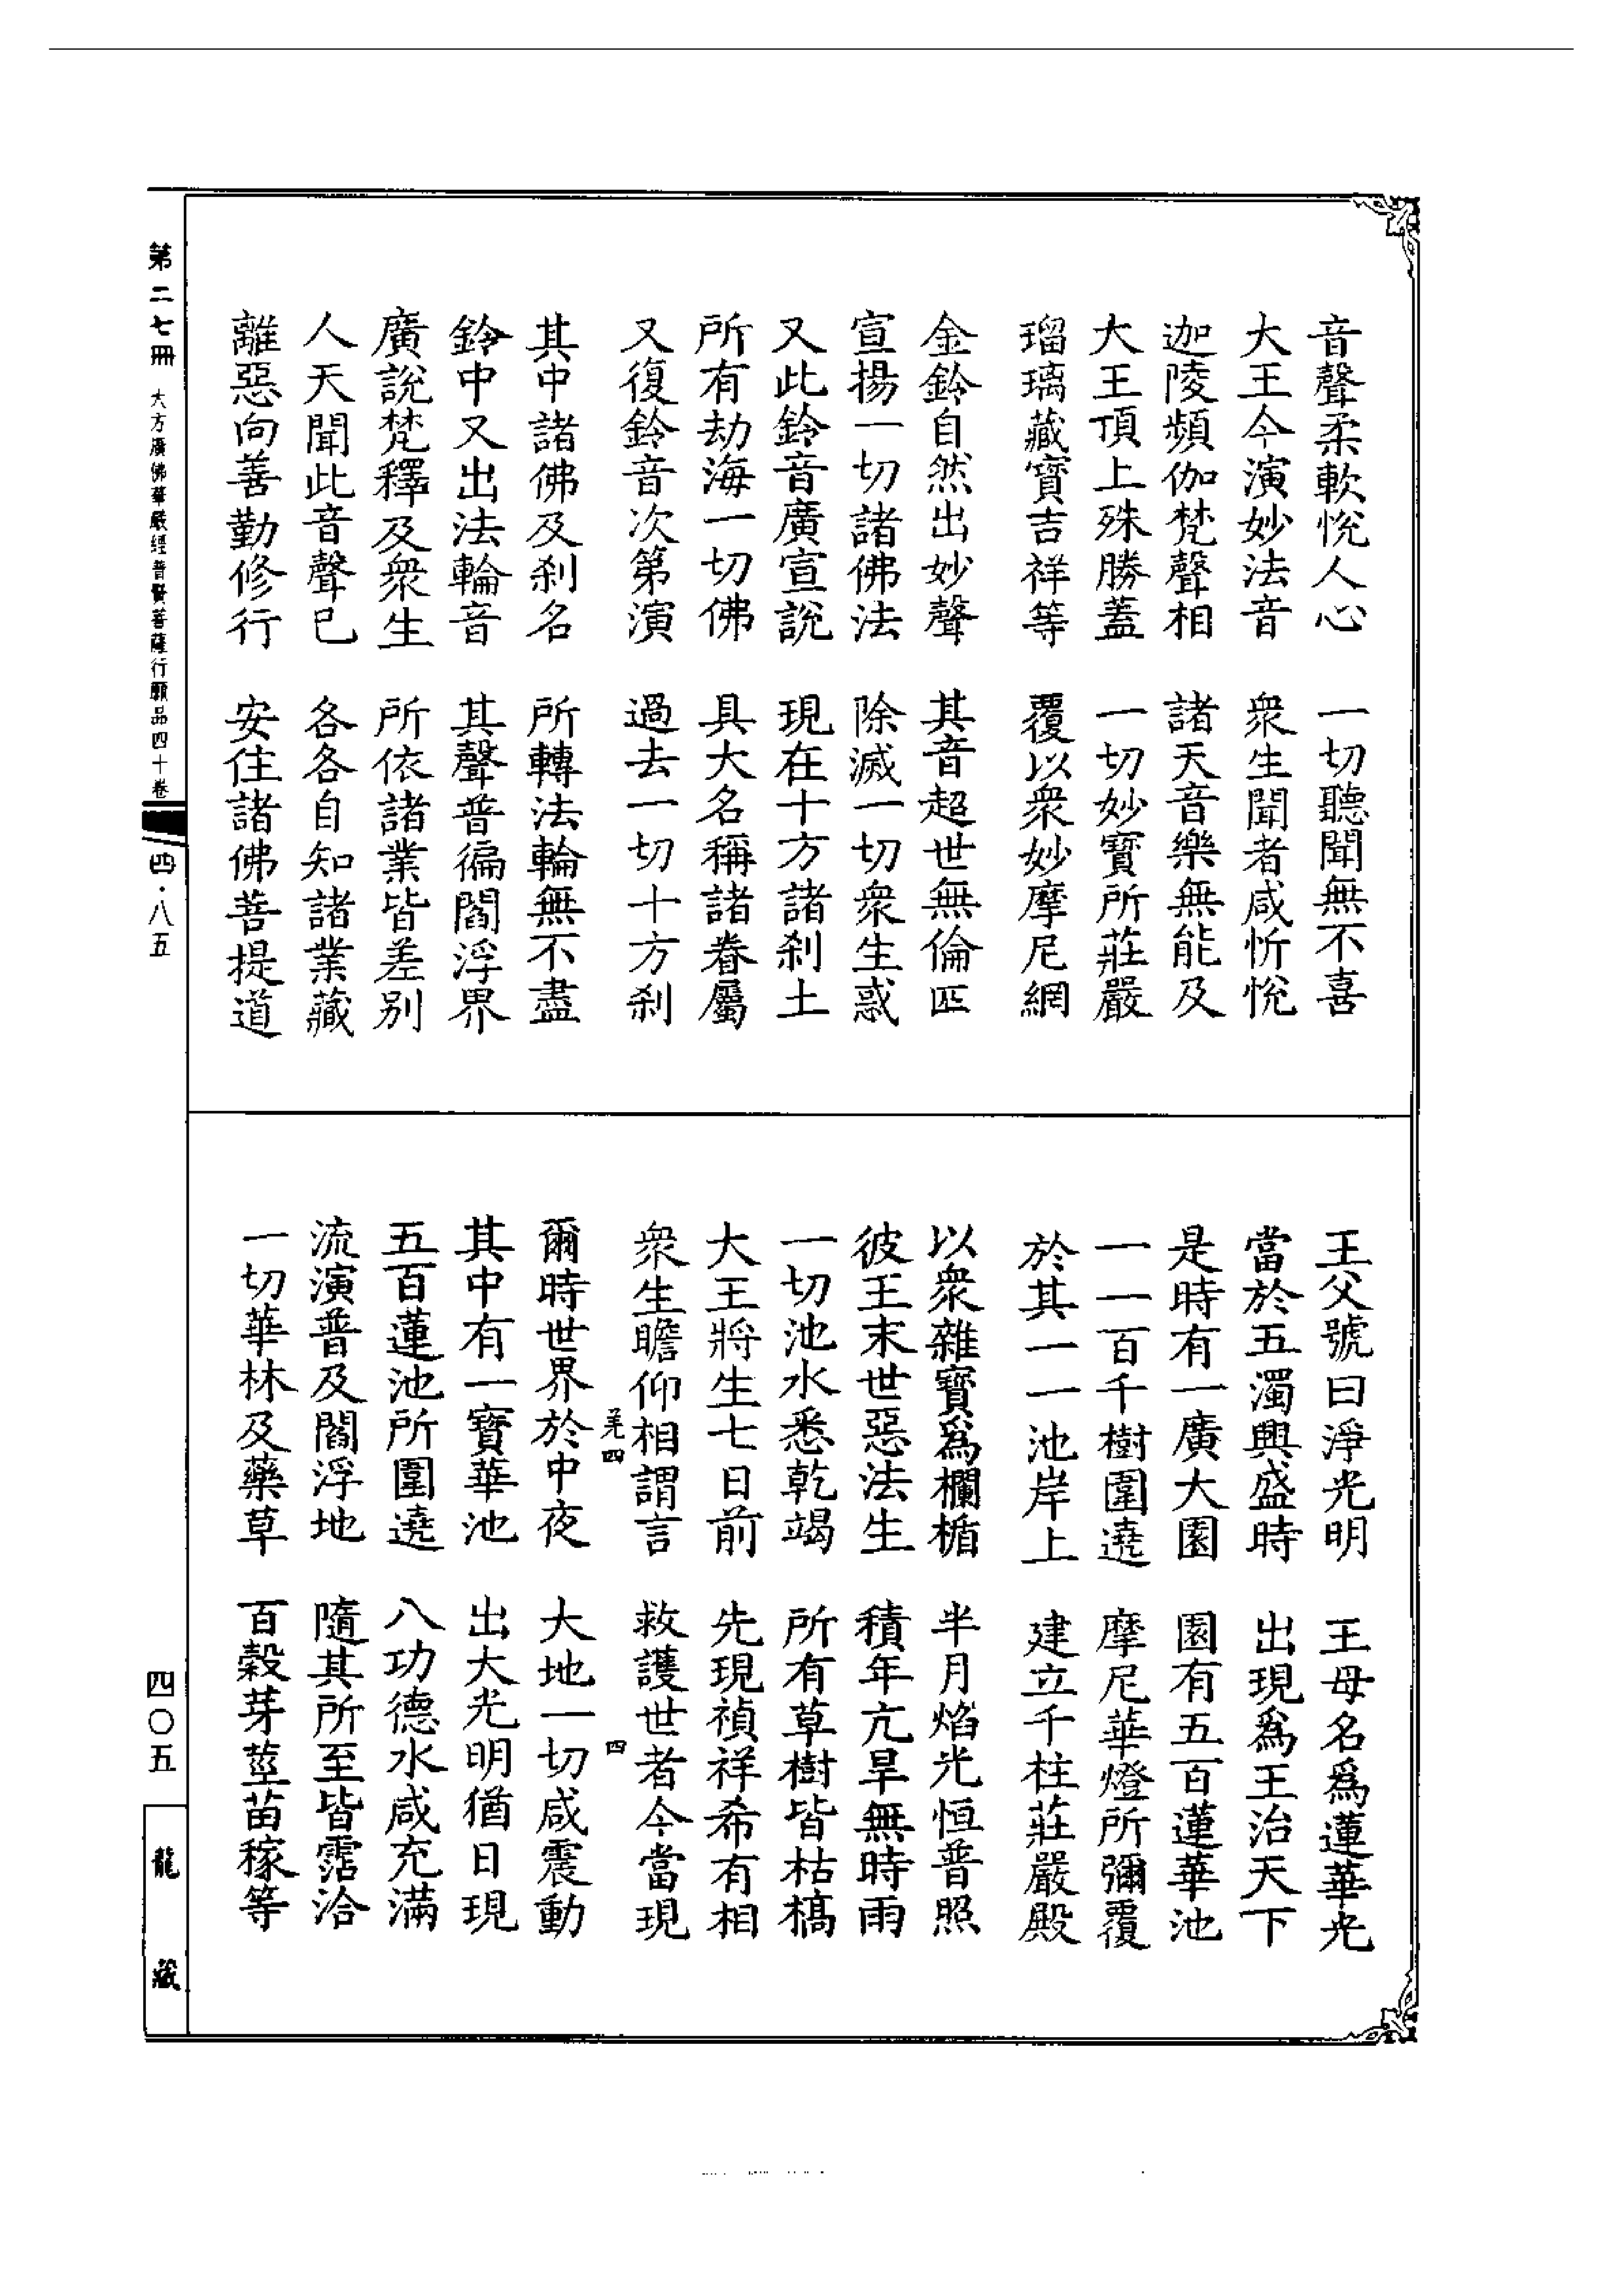 音聲柔軟悅人心　一切聽聞無不喜
大王今演妙法音　衆生聞者咸忻悅
迦陵頻伽梵聲相　諸天音樂無能及
大王頂上殊勝蓋　一切妙寶所莊嚴
瑠璃藏寶吉祥等　覆以衆妙摩尼網
金鈴自然出妙聲　其音超世無倫匹
宣揚一切諸佛法　除滅一切衆生惑
又此鈴音廣宣說　現在十方諸刹土
所有劫海一切佛　具大名稱諸眷屬
又復鈴音次第演　過去一切十方刹
其中諸佛及刹名　所轉法輪無不盡
鈴中又出法輪音　其聲普徧閻浮界
廣說梵釋及衆生　所依諸業皆差別
人天聞此音聲已　各各自知諸業藏
離惡向善勤修行　安住諸佛菩提道
王父號曰淨光明　王母名爲蓮華光
當於五濁興盛時　出現爲王治天下
是時有一廣大園　園有五百蓮華池
一一百千樹圍遶　摩尼華燈所彌覆
於其一一池岸上　建立千柱莊嚴殿
以衆雜寶爲欄楯　半月焰光恒普照
彼王末世惡法生　積年亢旱無時雨
一切池水悉乾竭　所有草樹皆枯槁
大王將生七日前　先現禎祥希有相
衆生瞻仰相謂言　救護世者今當現
羌四　四
爾時世界於中夜　大地一切咸震動
其中有一寶華池　出大光明猶日現
五百蓮池所圍遶　八功德水咸充滿
流演普及閻浮地　隨其所至皆霑洽
一切華林及藥草　百穀芽莖苗稼等
第二七冊　大方廣佛華嚴經普賢菩薩行願品四十卷　四・八五
四〇五
龍藏